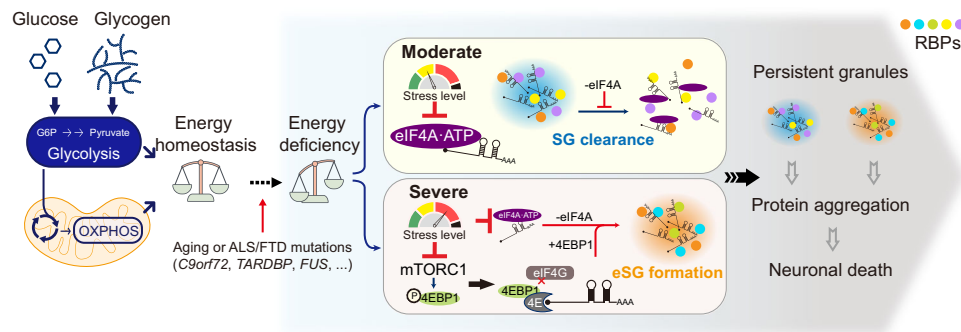 Glucose
Glycogen
G6P →→ Pyruvate
Glycolysis
OXPHOS
Energy
homeostasis
Aging or ALS/FTD mutations
(C9orf72, TARDBP, FUS, ...)
Energy
deficiency
Moderate
Stress level
eIF4A·ATP
AAA
-eIF4A
SG clearance
Severe
Stress level
eIF4A·ATP
-eIF4A
+4EBP1
eSG formation
mTORC1
P
4EBP1
eIF4G
4EBP1
4E
AAA
RBPs
Persistent granules
Protein aggregation
Neuronal death